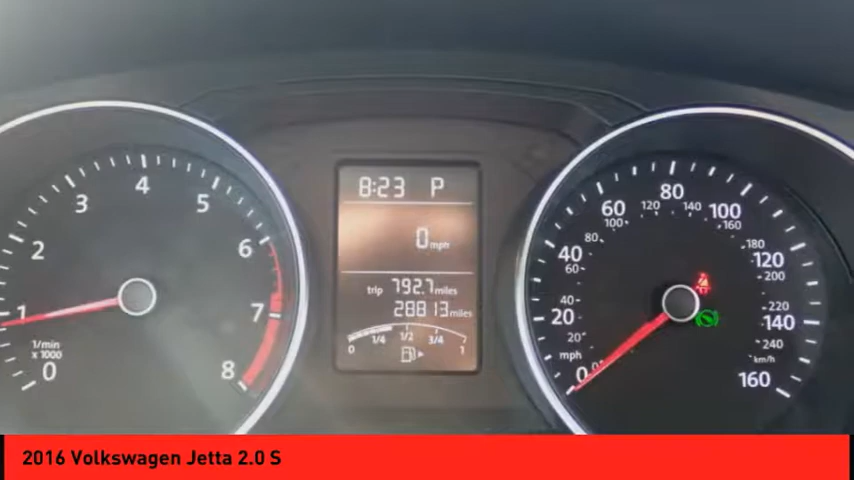 8:23 P
0 mph
trip 792.7 miles
28813 miles
0 1/4 1/2 3/4 1
1/min
x 1000
0 1 2 3 4 5 6 7 8
mph
0 20 40 60 80 100 120 140 160
20 40 60 80 100 120 140 160 180 200 220 240
km/h
2016 Volkswagen Jetta 2.0 S